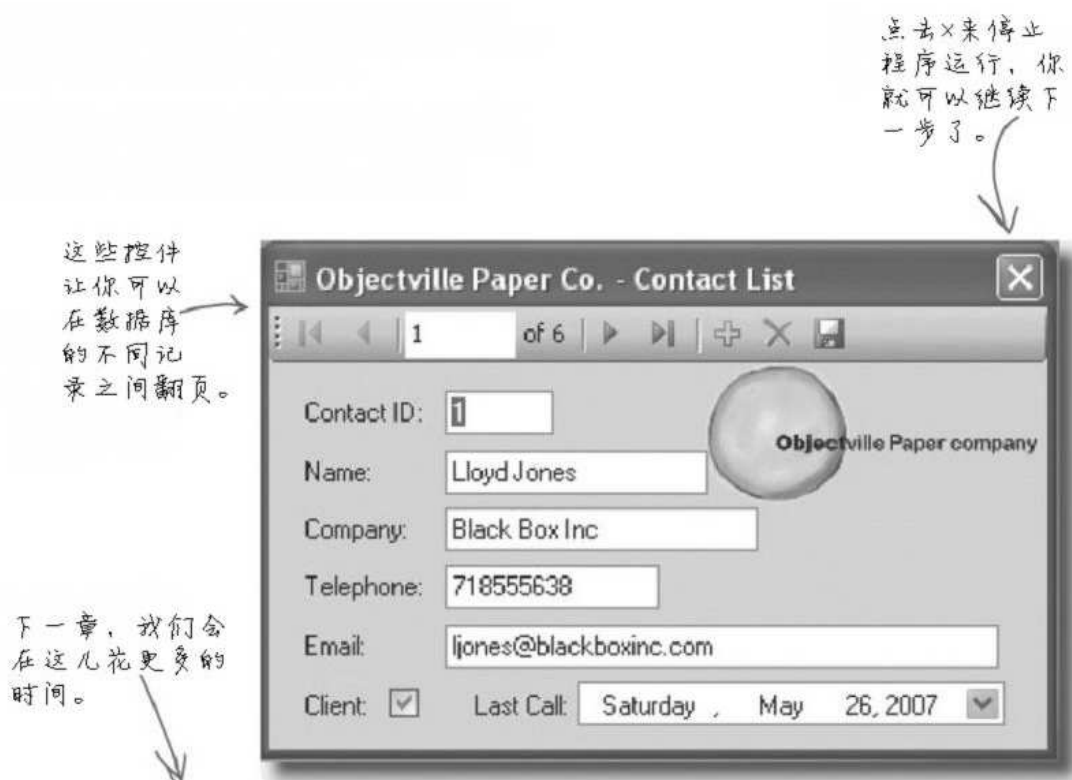 点击×来停止
程序运行，你
就可以继续下
一步了。
这些控件
让你可以
在数据库
的不同记
录之间翻页。
Objectville Paper Co. - Contact List
1 of 6
Contact ID: 1
Objectville Paper company
Name: Lloyd Jones
Company: Black Box Inc
Telephone: 718555638
Email: ljones@blackboxinc.com
Client: Last Call: Saturday , May 26, 2007
下一章，我们会
在这儿花更多的
时间。